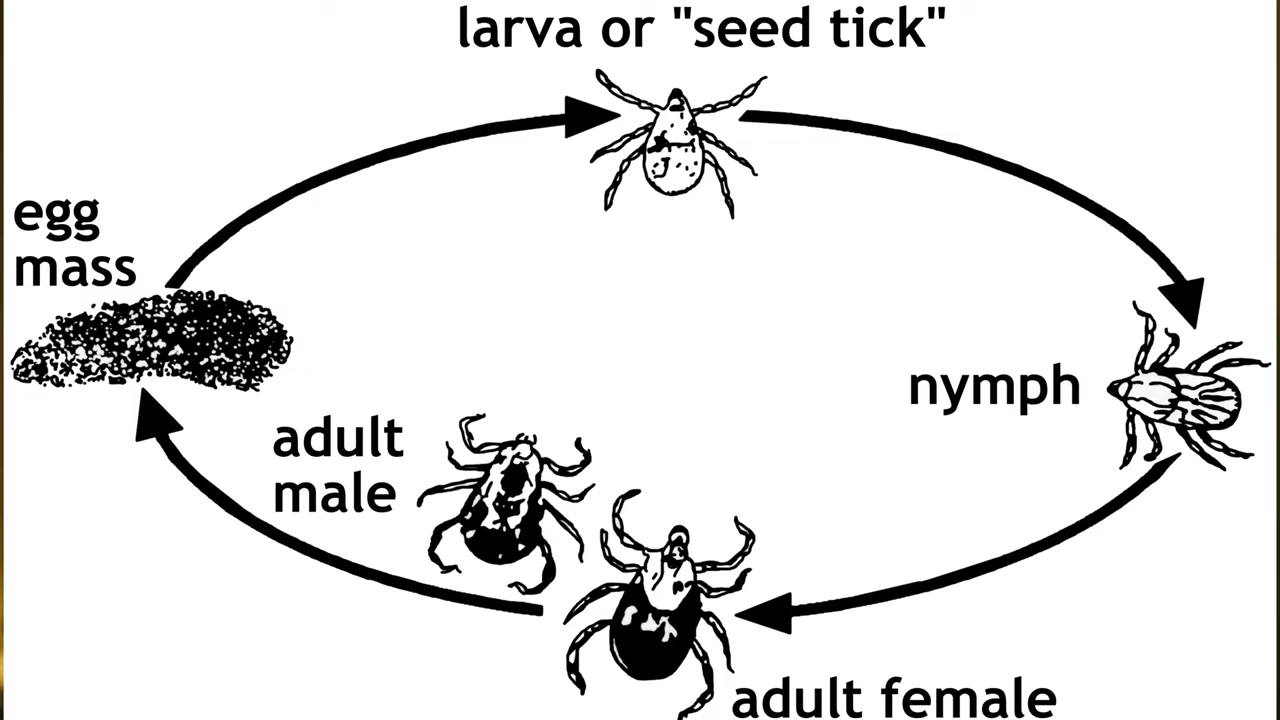 larva or "seed tick"
egg
mass
nymph
adult
male
adult female